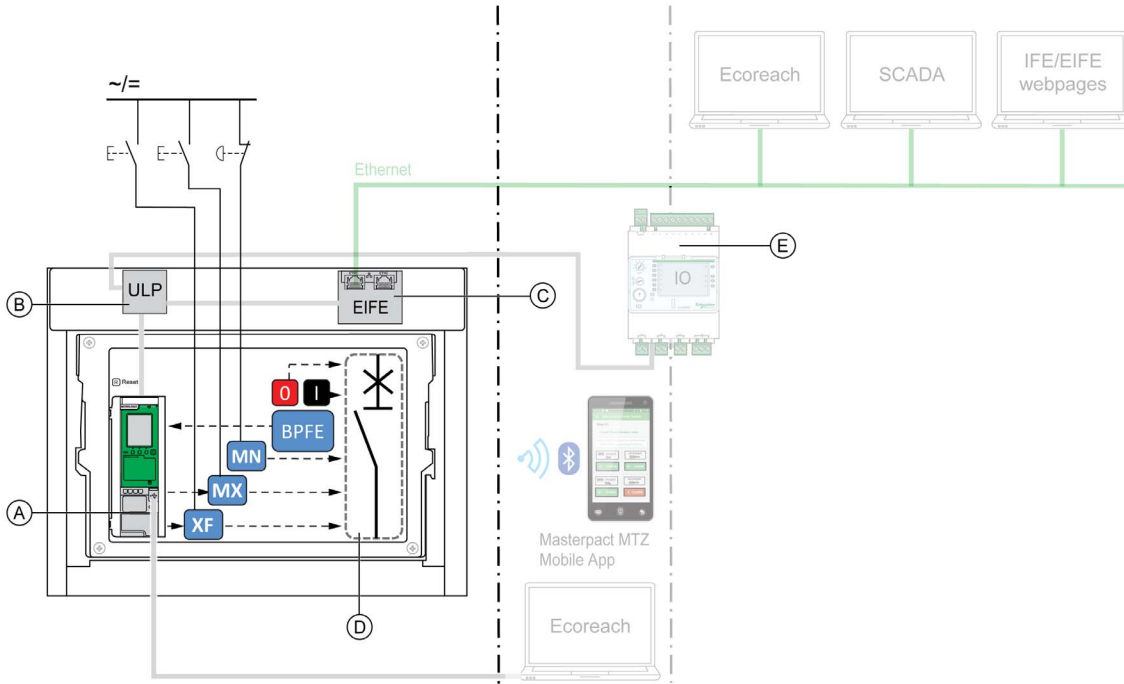 ~/=
Ecoreach
SCADA
IFE/EIFE
webpages
Ethernet
E
IO
ULP
B
EIFE
C
Reset
0
I
BPFE
MN
MX
XF
A
D
Masterpact MTZ
Mobile App
Ecoreach